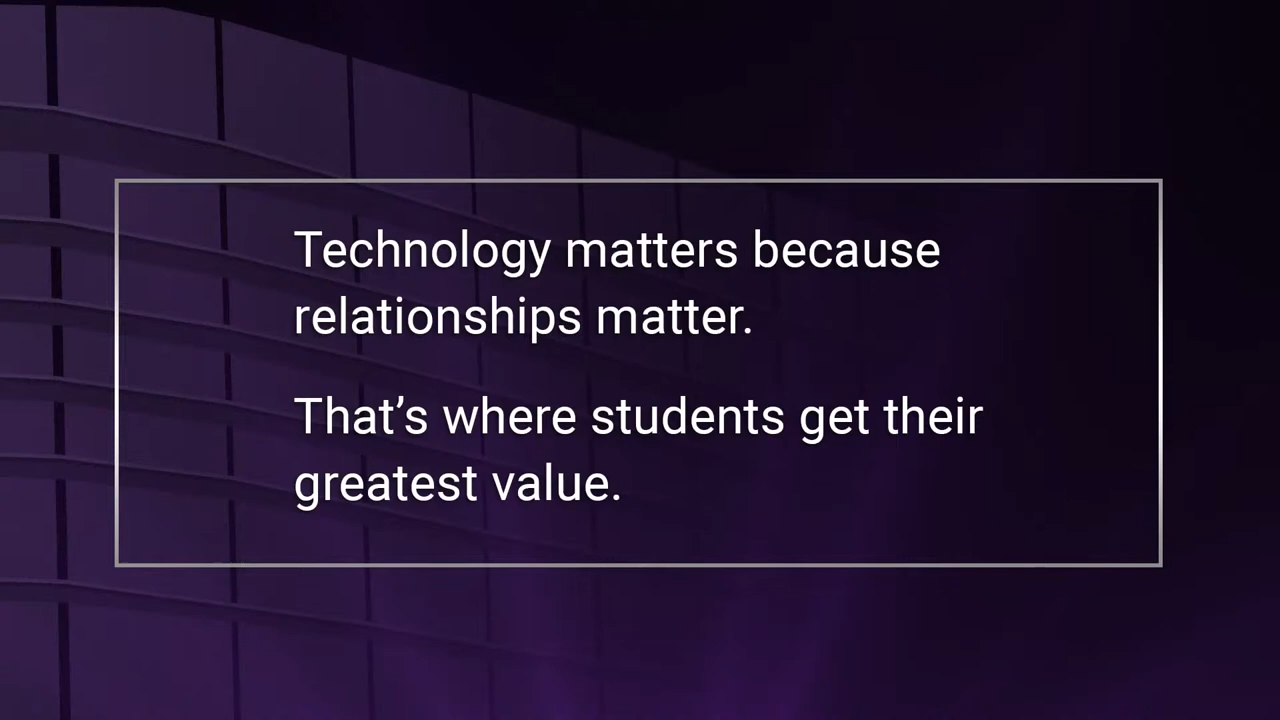 Technology matters because
relationships matter.
That’s where students get their
greatest value.